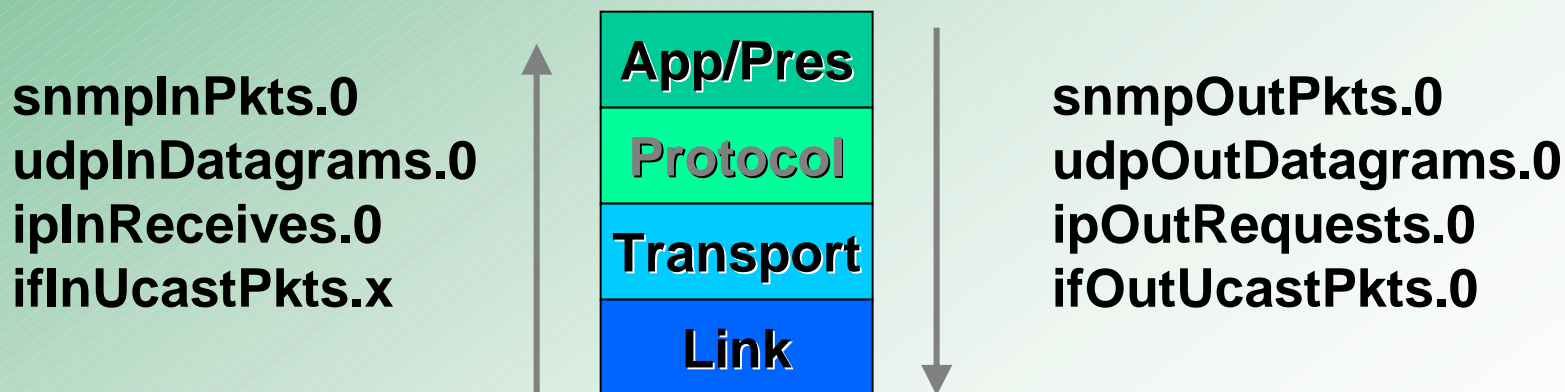 snmpInPkts.0
udpInDatagrams.0
ipInReceives.0
ifInUcastPkts.x
App/Pres
Protocol
Transport
Link
snmpOutPkts.0
udpOutDatagrams.0
ipOutRequests.0
ifOutUcastPkts.0